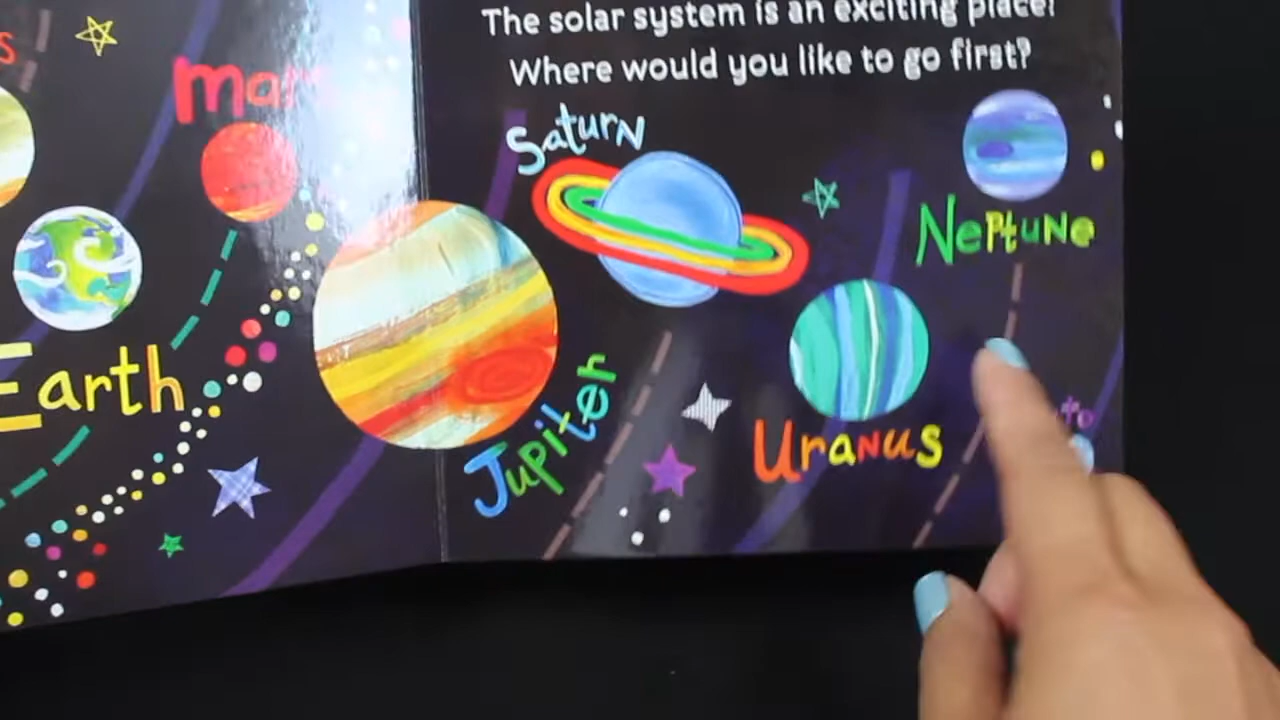 The solar system is an exciting place!
Where would you like to go first?
Mars
Saturn
Neptune
Earth
Jupiter
Uranus